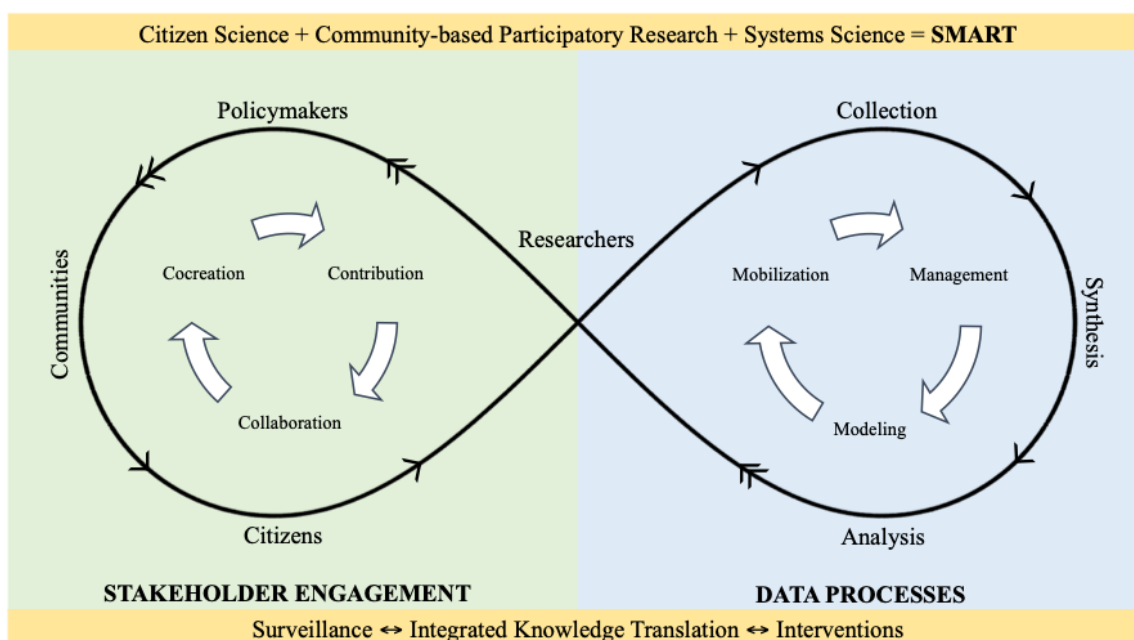 Citizen Science + Community-based Participatory Research + Systems Science = SMART
Policymakers
Collection
Researchers
Communities
Cocreation
Contribution
Collaboration
Mobilization
Management
Modeling
Synthesis
Citizens
Analysis
STAKEHOLDER ENGAGEMENT
DATA PROCESSES
Surveillance ↔ Integrated Knowledge Translation ↔ Interventions